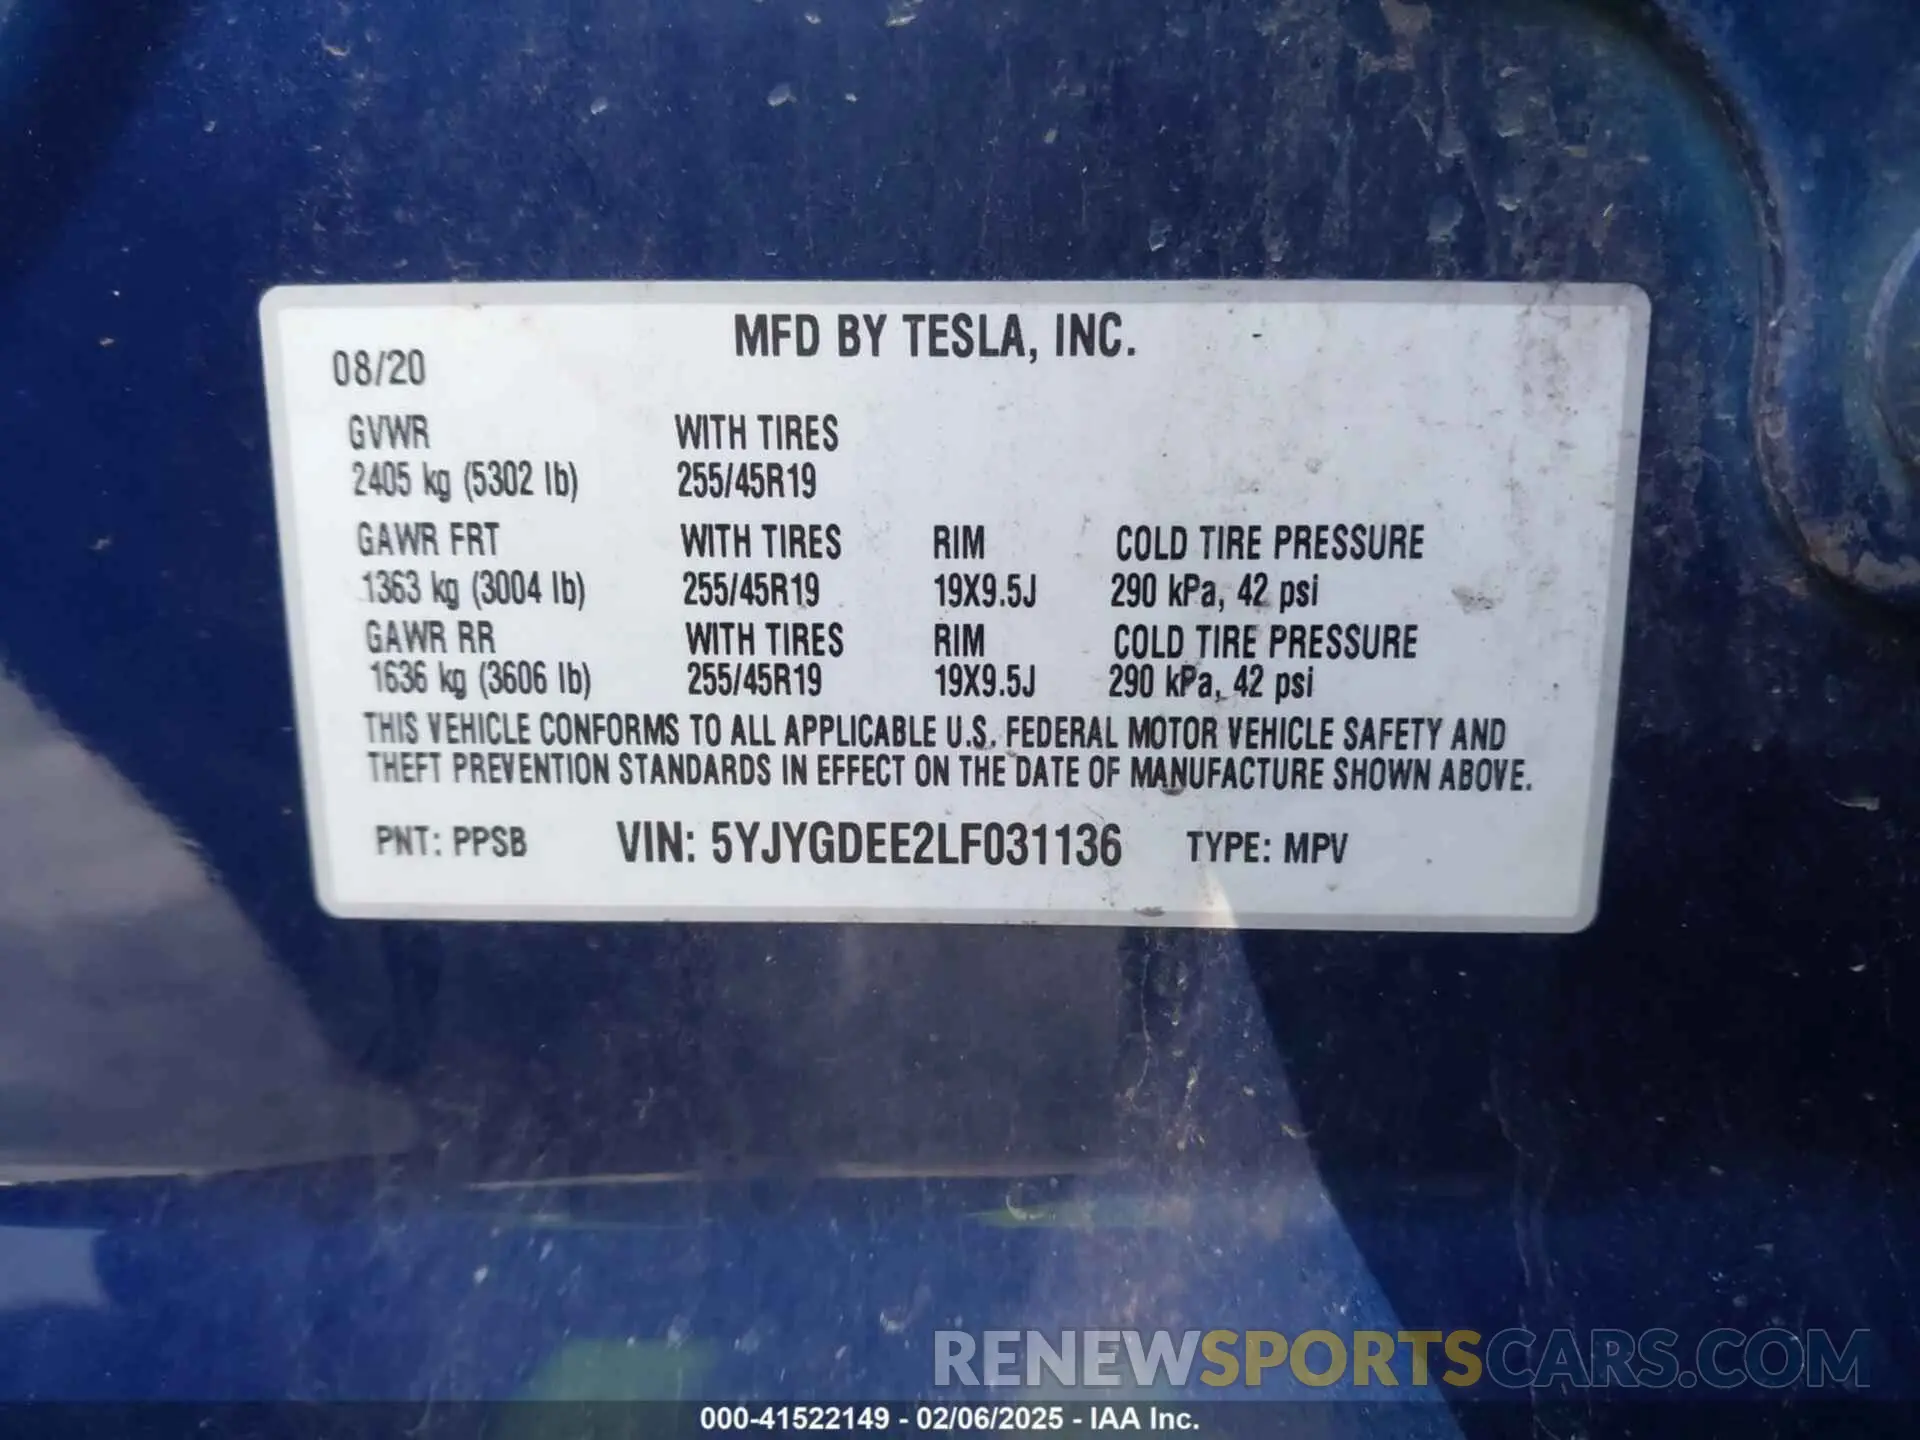 MFD BY TESLA, INC.
08/20
GVWR WITH TIRES
2405 kg (5302 lb) 255/45R19
GAWR FRT WITH TIRES RIM COLD TIRE PRESSURE
1363 kg (3004 lb) 255/45R19 19X9.5J 290 kPa, 42 psi
GAWR RR WITH TIRES RIM COLD TIRE PRESSURE
1636 kg (3606 lb) 255/45R19 19X9.5J 290 kPa, 42 psi
THIS VEHICLE CONFORMS TO ALL APPLICABLE U.S. FEDERAL MOTOR VEHICLE SAFETY AND
THEFT PREVENTION STANDARDS IN EFFECT ON THE DATE OF MANUFACTURE SHOWN ABOVE.
PNT: PPSB VIN: 5YJYGDEE2LF031136 TYPE: MPV
RENEWSPORTSCARS.COM
000-41522149 - 02/06/2025 - IAA Inc.